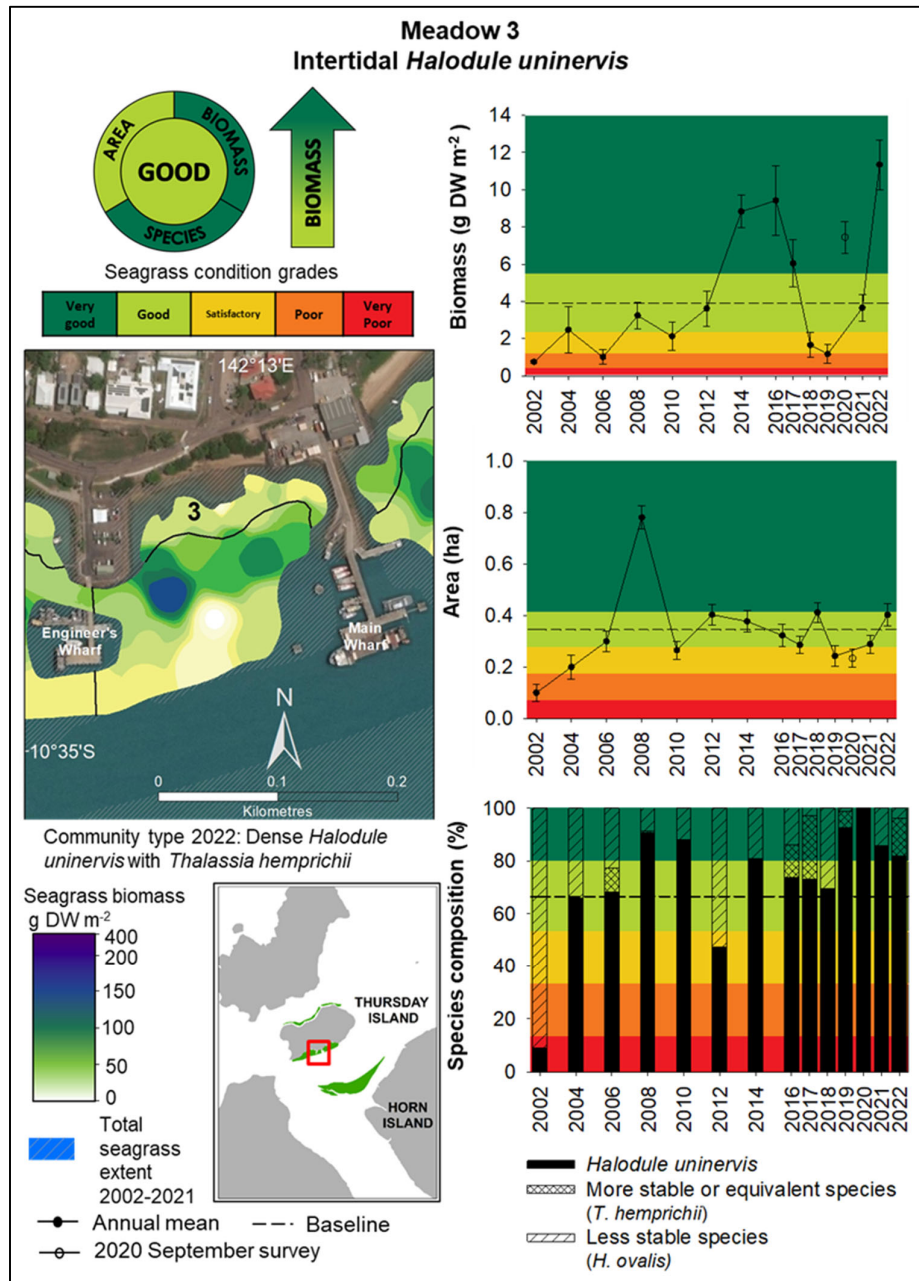 Meadow 3
Intertidal Halodule uninervis
AREA
BIOMASS
GOOD
SPECIES
BIOMASS
Seagrass condition grades
Very good
Good
Satisfactory
Poor
Very Poor
142°13'E
3
Engineer's
Wharf
Main
Wharf
N
10°35'S
0
0.1
0.2
Kilometres
Community type 2022: Dense Halodule
uninervis with Thalassia hemprichii
Seagrass biomass
g DW m-2
400
200
150
100
50
0
Total
seagrass
extent
2002-2021
THURSDAY
ISLAND
HORN
ISLAND
Annual mean
Baseline
2020 September survey
Biomass (g DW m-2)
14
12
10
8
6
4
2
0
2002
2004
2006
2008
2010
2012
2014
2016
2017
2018
2019
2020
2021
2022
Area (ha)
1.0
0.8
0.6
0.4
0.2
0.0
2002
2004
2006
2008
2010
2012
2014
2016
2017
2018
2019
2020
2021
2022
Species composition (%)
100
80
60
40
20
0
2002
2004
2006
2008
2010
2012
2014
2016
2017
2018
2019
2020
2021
2022
Halodule uninervis
More stable or equivalent species
(T. hemprichii)
Less stable species
(H. ovalis)